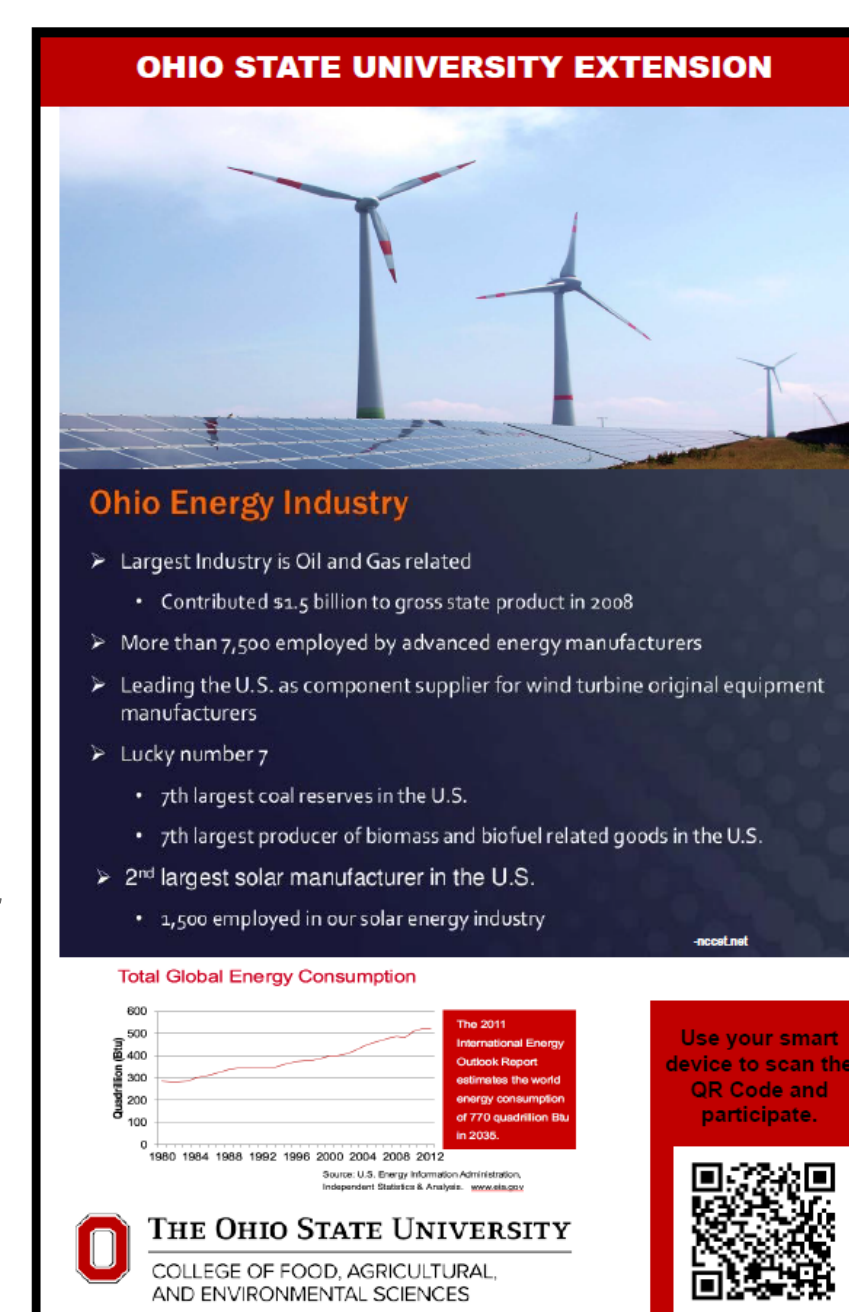 OHIO STATE UNIVERSITY EXTENSION
Ohio Energy Industry
➢ Largest Industry is Oil and Gas related
• Contributed $1.5 billion to gross state product in 2008
➢ More than 7,500 employed by advanced energy manufacturers
➢ Leading the U.S. as component supplier for wind turbine original equipment
manufacturers
➢ Lucky number 7
• 7th largest coal reserves in the U.S.
• 7th largest producer of biomass and biofuel related goods in the U.S.
➢ 2nd largest solar manufacturer in the U.S.
• 1,500 employed in our solar energy industry
-nccet.net
Total Global Energy Consumption
Quadrillion (Btu)
600
500
400
300
200
100
0
1980 1984 1988 1992 1996 2000 2004 2008 2012
The 2011
International Energy
Outlook Report
estimates the world
energy consumption
of 770 quadrillion Btu
in 2035.
Source: U.S. Energy Information Administration,
Independent Statistics & Analysis. www.eia.gov
Use your smart
device to scan the
QR Code and
participate.
THE OHIO STATE UNIVERSITY
COLLEGE OF FOOD, AGRICULTURAL,
AND ENVIRONMENTAL SCIENCES